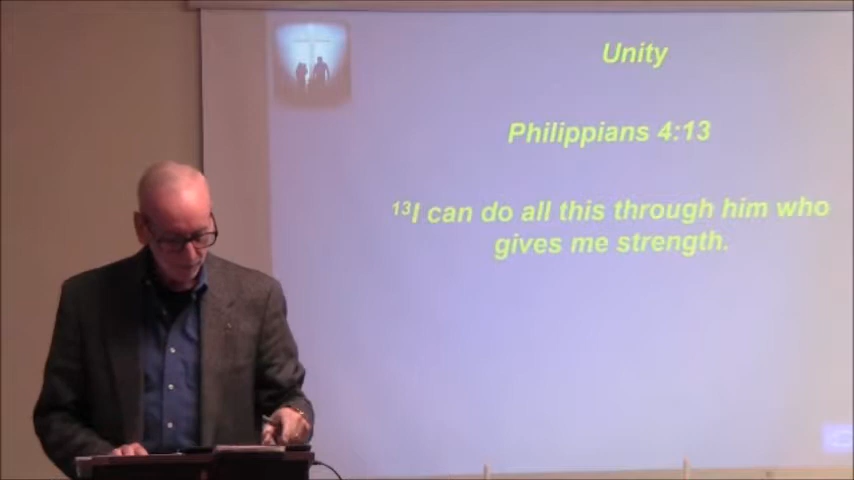 Unity
Philippians 4:13
¹³I can do all this through him who
gives me strength.